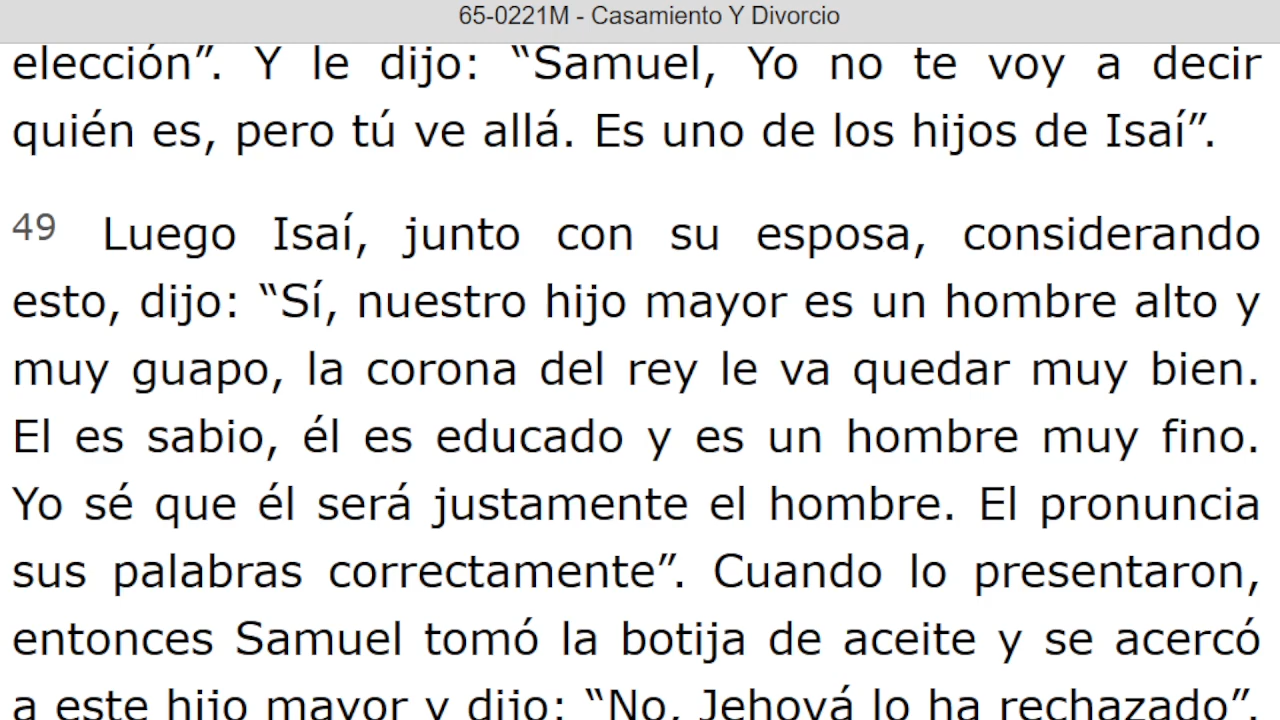 65-0221M - Casamiento Y Divorcio
elección”. Y le dijo: “Samuel, Yo no te voy a decir
quién es, pero tú ve allá. Es uno de los hijos de Isaí”.
49 Luego Isaí, junto con su esposa, considerando
esto, dijo: “Sí, nuestro hijo mayor es un hombre alto y
muy guapo, la corona del rey le va quedar muy bien.
El es sabio, él es educado y es un hombre muy fino.
Yo sé que él será justamente el hombre. El pronuncia
sus palabras correctamente”. Cuando lo presentaron,
entonces Samuel tomó la botija de aceite y se acercó
a este hijo mayor y dijo: “No, Jehová lo ha rechazado”.